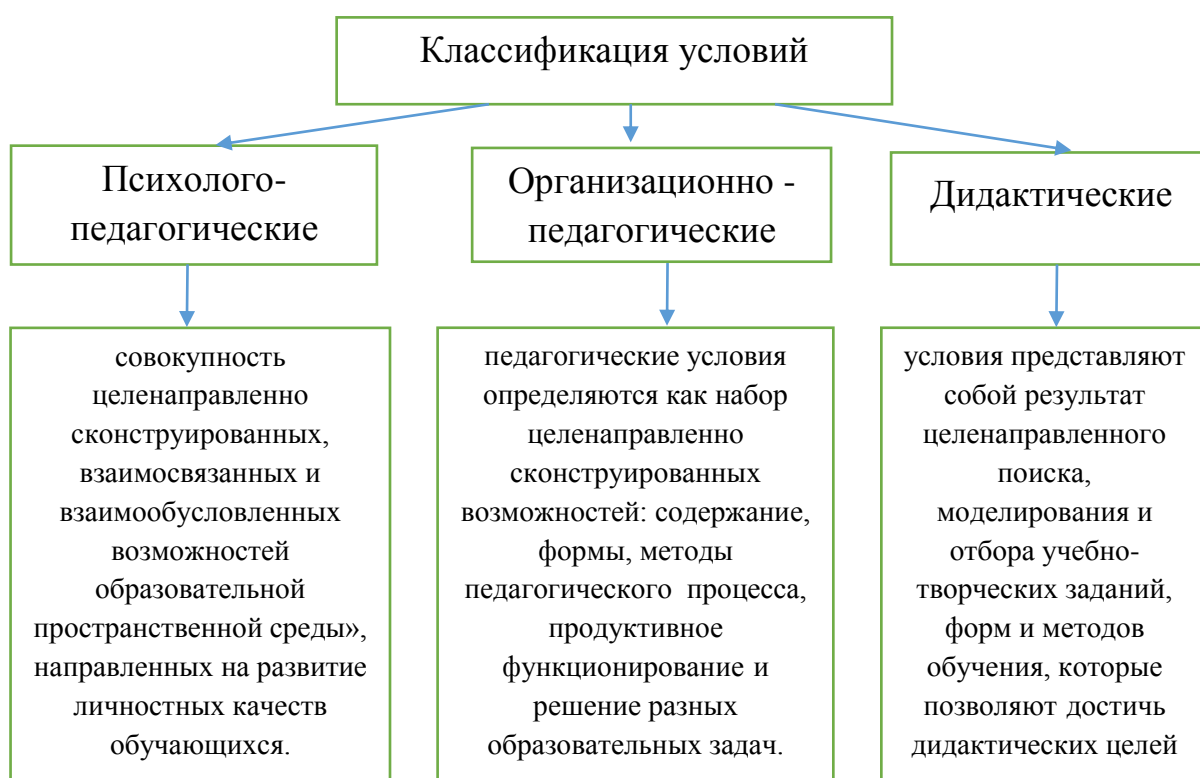 Классификация условий
Психолого-
педагогические
Организационно -
педагогические
Дидактические
совокупность
целенаправленно
сконструированных,
взаимосвязанных и
взаимообусловленных
возможностей
образовательной
пространственной среды»,
направленных на развитие
личностных качеств
обучающихся.
педагогические условия
определяются как набор
целенаправленно
сконструированных
возможностей: содержание,
формы, методы
педагогического процесса,
продуктивное
функционирование и
решение разных
образовательных задач.
условия представляют
собой результат
целенаправленного
поиска,
моделирования и
отбора учебно-
творческих заданий,
форм и методов
обучения, которые
позволяют достичь
дидактических целей